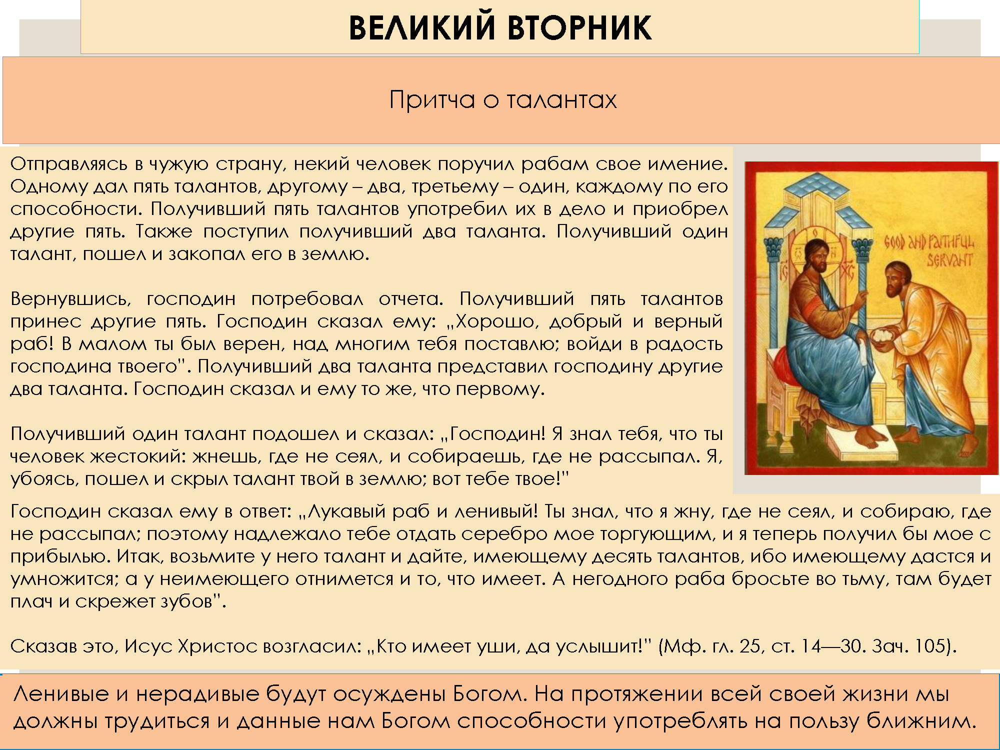 ВЕЛИКИЙ ВТОРНИК
Притча о талантах
Отправляясь в чужую страну, некий человек поручил рабам свое имение.
Одному дал пять талантов, другому – два, третьему – один, каждому по его
способности. Получивший пять талантов употребил их в дело и приобрел
другие пять. Также поступил получивший два таланта. Получивший один
талант, пошел и закопал его в землю.
Вернувшись, господин потребовал отчета. Получивший пять талантов
принес другие пять. Господин сказал ему: „Хорошо, добрый и верный
раб! В малом ты был верен, над многим тебя поставлю; войди в радость
господина твоего”. Получивший два таланта представил господину другие
два таланта. Господин сказал и ему то же, что первому.
Получивший один талант подошел и сказал: „Господин! Я знал тебя, что ты
человек жестокий: жнешь, где не сеял, и собираешь, где не рассыпал. Я,
убоясь, пошел и скрыл талант твой в землю; вот тебе твое!”
GOOD AND FAITHFUL
SERVANT
О
Ѡ Н
IС ХС
Господин сказал ему в ответ: „Лукавый раб и ленивый! Ты знал, что я жну, где не сеял, и собираю, где
не рассыпал; поэтому надлежало тебе отдать серебро мое торгующим, и я теперь получил бы мое с
прибылью. Итак, возьмите у него талант и дайте, имеющему десять талантов, ибо имеющему дастся и
умножится; а у неимеющего отнимется и то, что имеет. А негодного раба бросьте во тьму, там будет
плач и скрежет зубов”.
Сказав это, Исус Христос возгласил: „Кто имеет уши, да услышит!” (Мф. гл. 25, ст. 14—30. Зач. 105).
Ленивые и нерадивые будут осуждены Богом. На протяжении всей своей жизни мы
должны трудиться и данные нам Богом способности употреблять на пользу ближним.